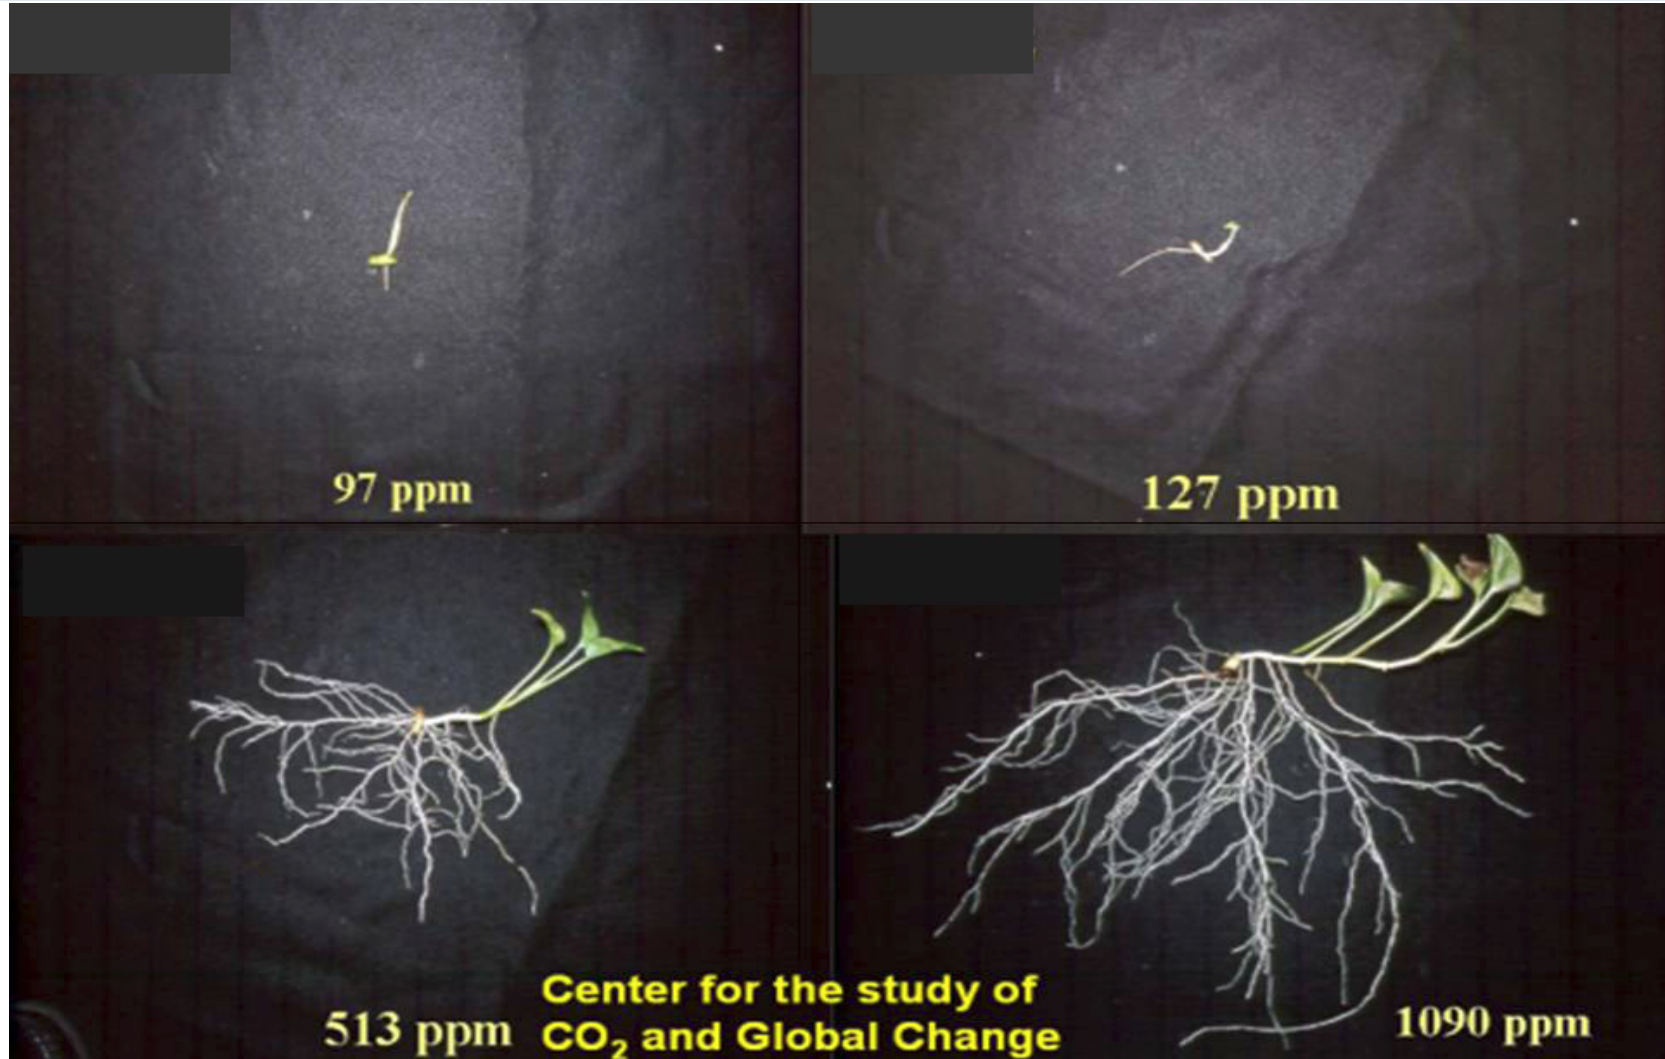 97 ppm
127 ppm
513 ppm
1090 ppm
Center for the study of
CO₂ and Global Change